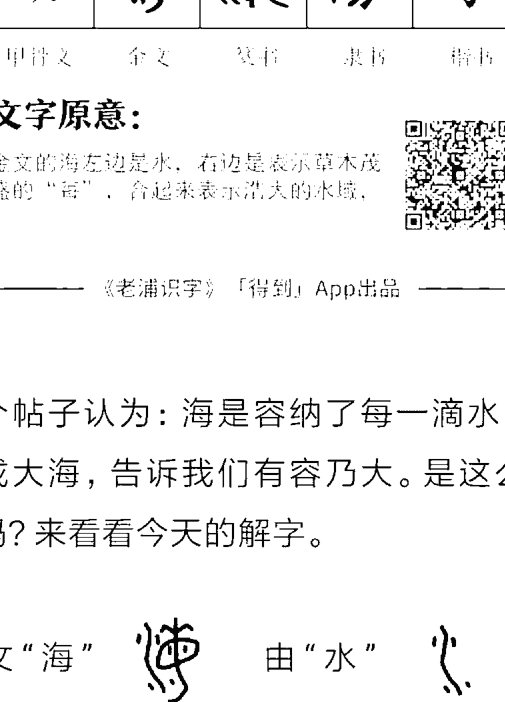 甲骨文 金文 篆书 隶书 楷书
文字原意：
金文的海左边是水，右边是表示草木茂
盛的“每”，合起来表示浩大的水域，
《老浦识字》「得到」App出品
个帖子认为：海是容纳了每一滴水
成大海，告诉我们有容乃大。是这么
吗？来看看今天的解字。
文“海” 由“水”